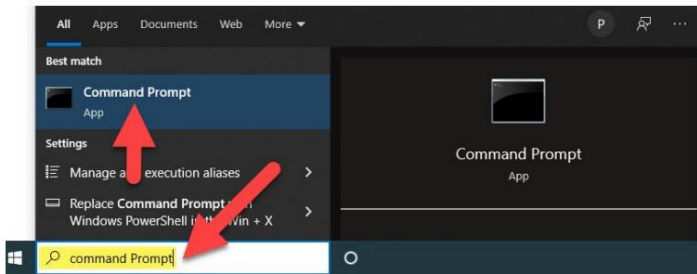 All Apps Documents Web More
P
Best match
Command Prompt
App
Settings
Manage execution aliases
Replace Command Prompt
Windows PowerShell in Win + X
command Prompt
Command Prompt
App